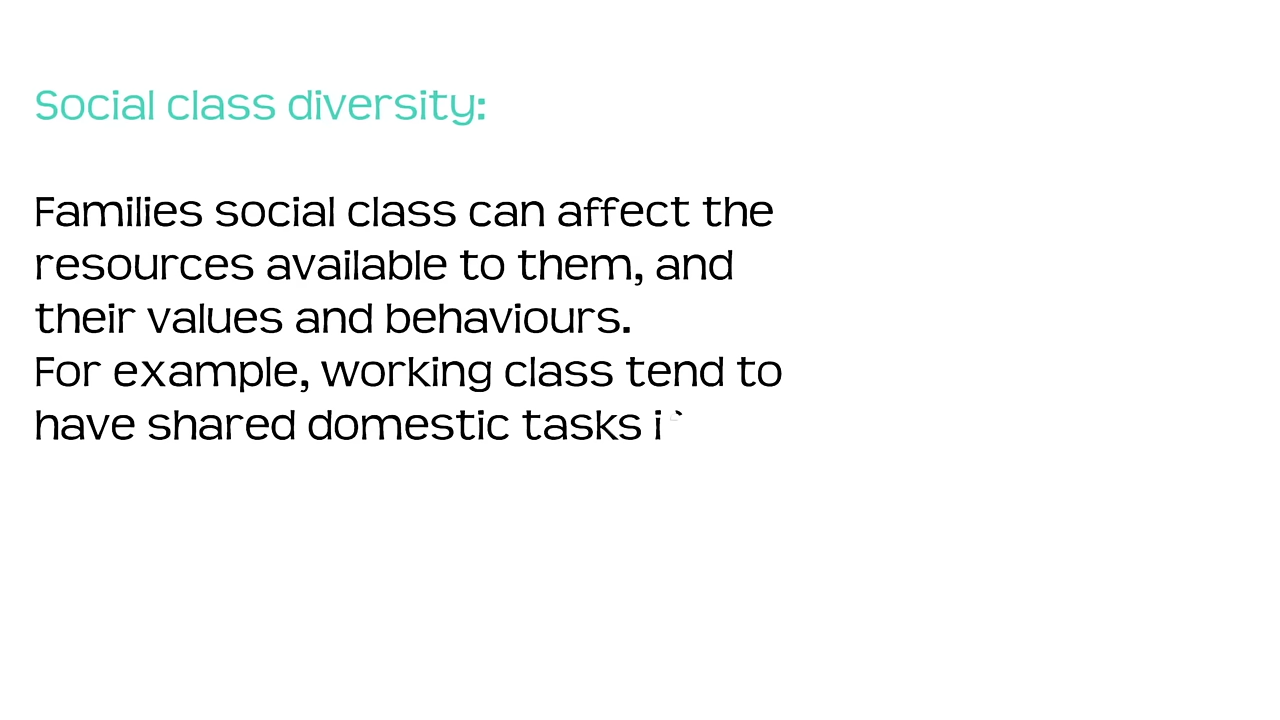 Social class diversity:
Families social class can affect the
resources available to them, and
their values and behaviours.
For example, working class tend to
have shared domestic tasks